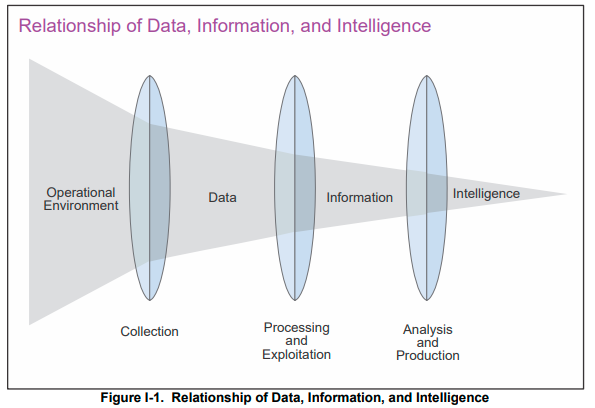 Relationship of Data, Information, and Intelligence
Operational
Environment
Data
Information
Intelligence
Collection
Processing
and
Exploitation
Analysis
and
Production
Figure I-1.  Relationship of Data, Information, and Intelligence